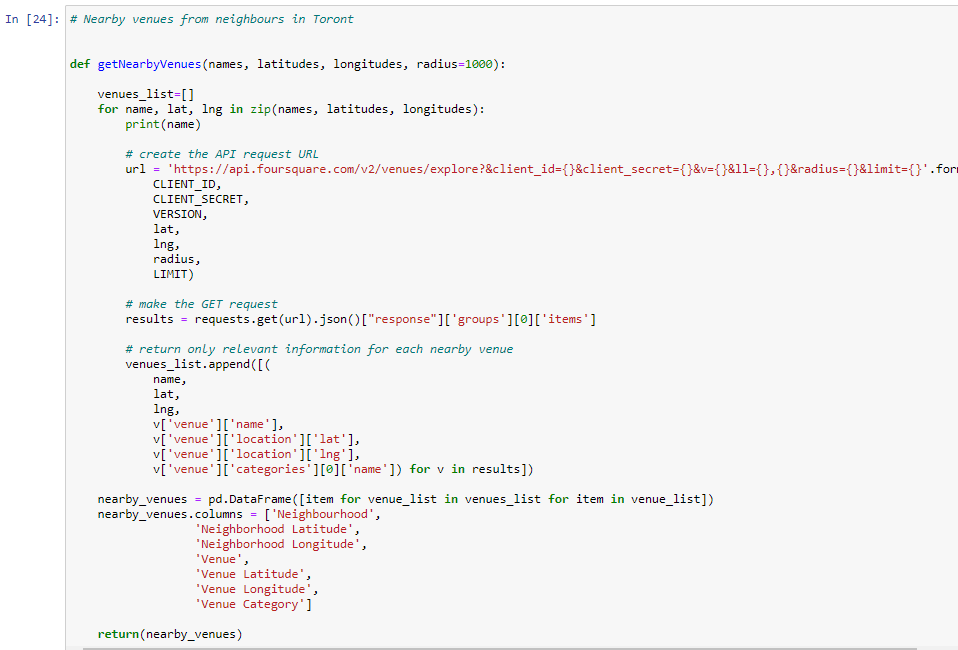 In [24]: # Nearby venues from neighbours in Toront
def getNearbyVenues(names, latitudes, longitudes, radius=1000):
venues_list=[]
for name, lat, lng in zip(names, latitudes, longitudes):
print(name)
# create the API request URL
url = 'https://api.foursquare.com/v2/venues/explore?&client_id={}&client_secret={}&v={}&ll={},{}&radius={}&limit={}'.for
CLIENT_ID,
CLIENT_SECRET,
VERSION,
lat,
lng,
radius,
LIMIT)
# make the GET request
results = requests.get(url).json()["response"]['groups'][0]['items']
# return only relevant information for each nearby venue
venues_list.append([(
name,
lat,
lng,
v['venue']['name'],
v['venue']['location']['lat'],
v['venue']['location']['lng'],
v['venue']['categories'][0]['name']) for v in results])
nearby_venues = pd.DataFrame([item for venue_list in venues_list for item in venue_list])
nearby_venues.columns = ['Neighbourhood',
'Neighborhood Latitude',
'Neighborhood Longitude',
'Venue',
'Venue Latitude',
'Venue Longitude',
'Venue Category']
return(nearby_venues)